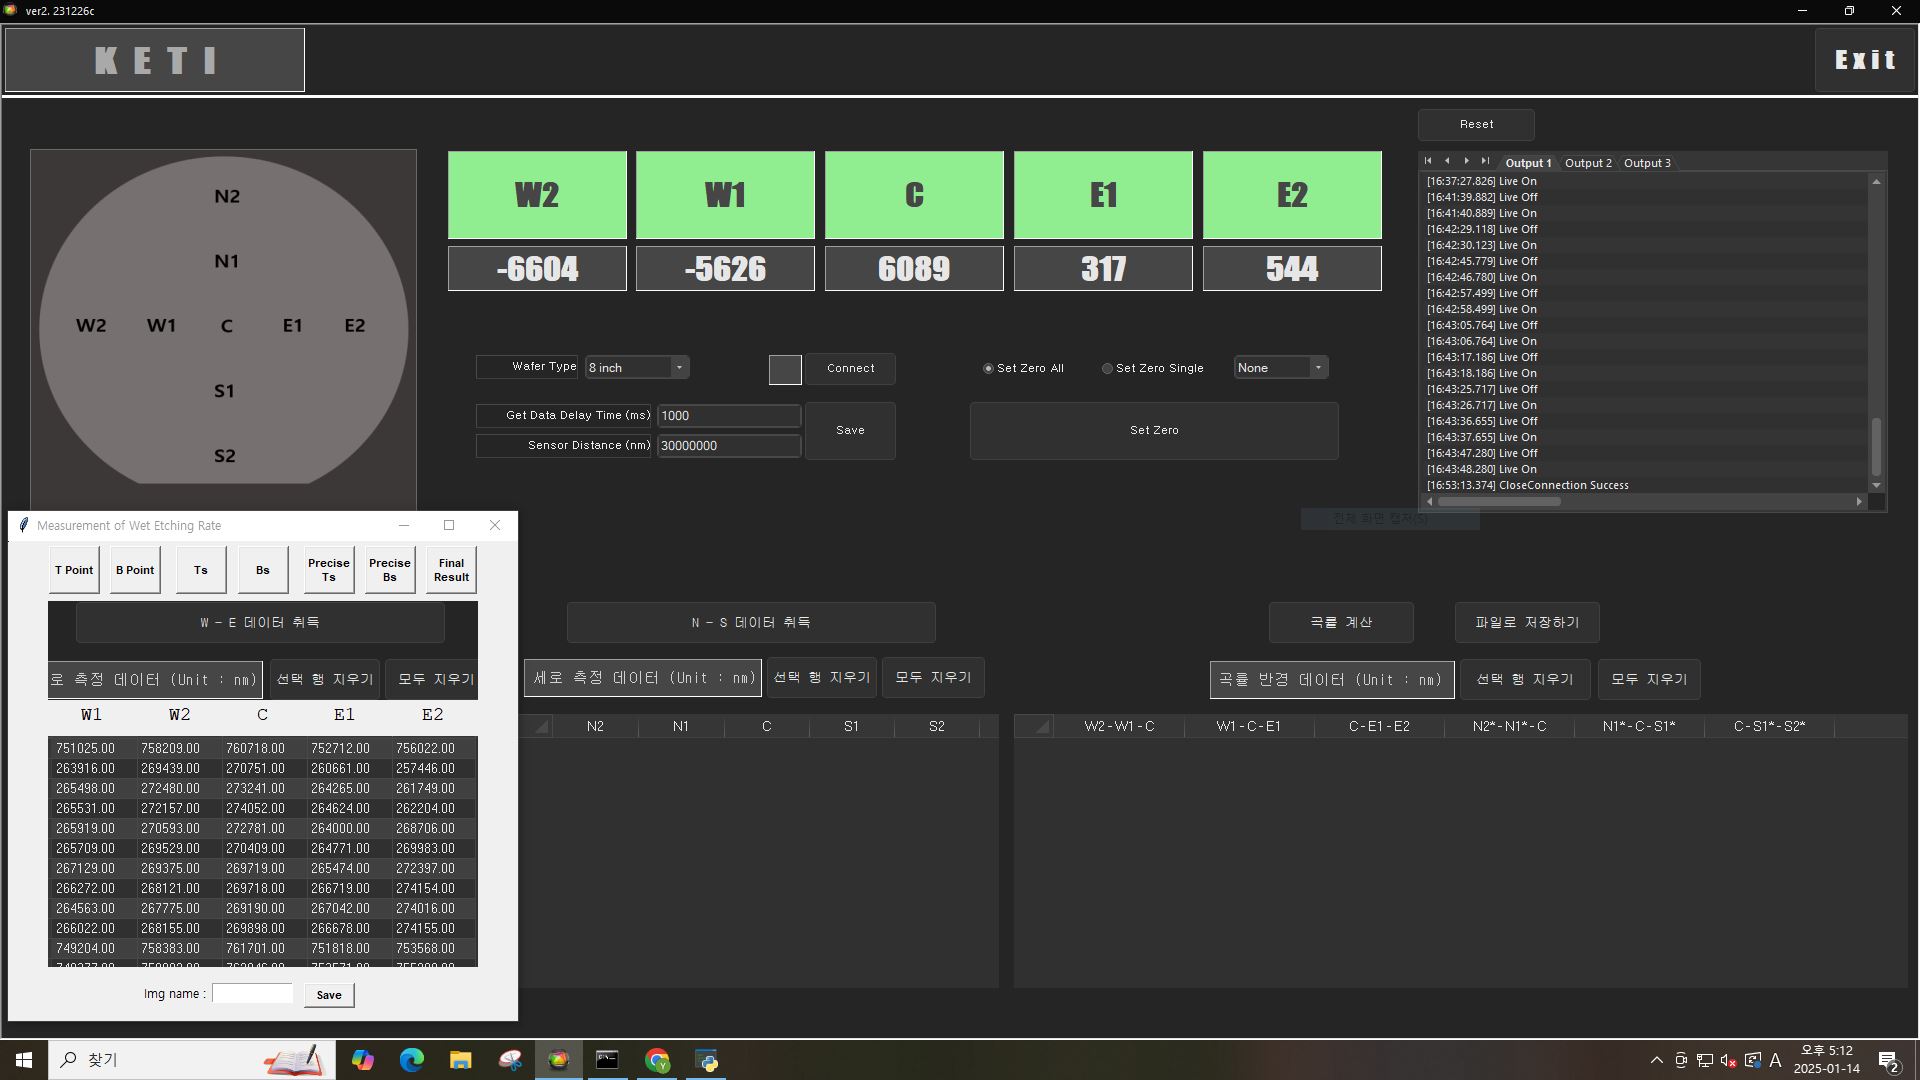 ver2. 231226c
KETI
Exit
Reset
N2
N1
W2 W1 C E1 E2
S1
S2
W2 W1 C E1 E2
-6604 -5626 6089 317 544
Output 1 Output 2 Output 3
[16:37:27.826] Live On
[16:41:39.882] Live Off
[16:41:40.889] Live On
[16:42:29.118] Live Off
[16:42:30.123] Live On
[16:42:45.779] Live Off
[16:42:46.780] Live On
[16:42:57.499] Live Off
[16:42:58.499] Live On
[16:43:05.764] Live Off
[16:43:06.764] Live On
[16:43:17.186] Live Off
[16:43:18.186] Live On
[16:43:25.717] Live Off
[16:43:26.717] Live On
[16:43:36.655] Live Off
[16:43:37.655] Live On
[16:43:47.280] Live Off
[16:43:48.280] Live On
[16:53:13.374] CloseConnection Success
Wafer Type 8 inch Connect Set Zero All Set Zero Single None
Get Data Delay Time (ms) 1000 Save Set Zero
Sensor Distance (nm) 30000000
전체 화면 캡처(S)
Measurement of Wet Etching Rate
T Point B Point Ts Bs Precise Ts Precise Bs Final Result
W - E 데이터 취득
로 측정 데이터 (Unit : nm) 선택 행 지우기 모두 지우기
W1 W2 C E1 E2
751025.00 758209.00 760718.00 752712.00 756022.00
263916.00 269439.00 270751.00 260661.00 257446.00
265498.00 272480.00 273241.00 264265.00 261749.00
265531.00 272157.00 274052.00 264624.00 262204.00
265919.00 270593.00 272781.00 264000.00 268706.00
265709.00 269529.00 270409.00 264771.00 269983.00
267129.00 269375.00 269719.00 265474.00 272397.00
266272.00 268121.00 269718.00 266719.00 274154.00
264563.00 267775.00 269190.00 267042.00 274016.00
266022.00 268155.00 269898.00 266678.00 274155.00
749204.00 758383.00 761701.00 751818.00 753568.00
Img name : Save
N - S 데이터 취득
세로 측정 데이터 (Unit : nm) 선택 행 지우기 모두 지우기
N2 N1 C S1 S2
곡률 계산 파일로 저장하기
곡률 반경 데이터 (Unit : nm) 선택 행 지우기 모두 지우기
W2-W1-C W1-C-E1 C-E1-E2 N2*-N1*-C N1*-C-S1* C-S1*-S2*
찾기
A
오후 5:12
2025-01-14
2